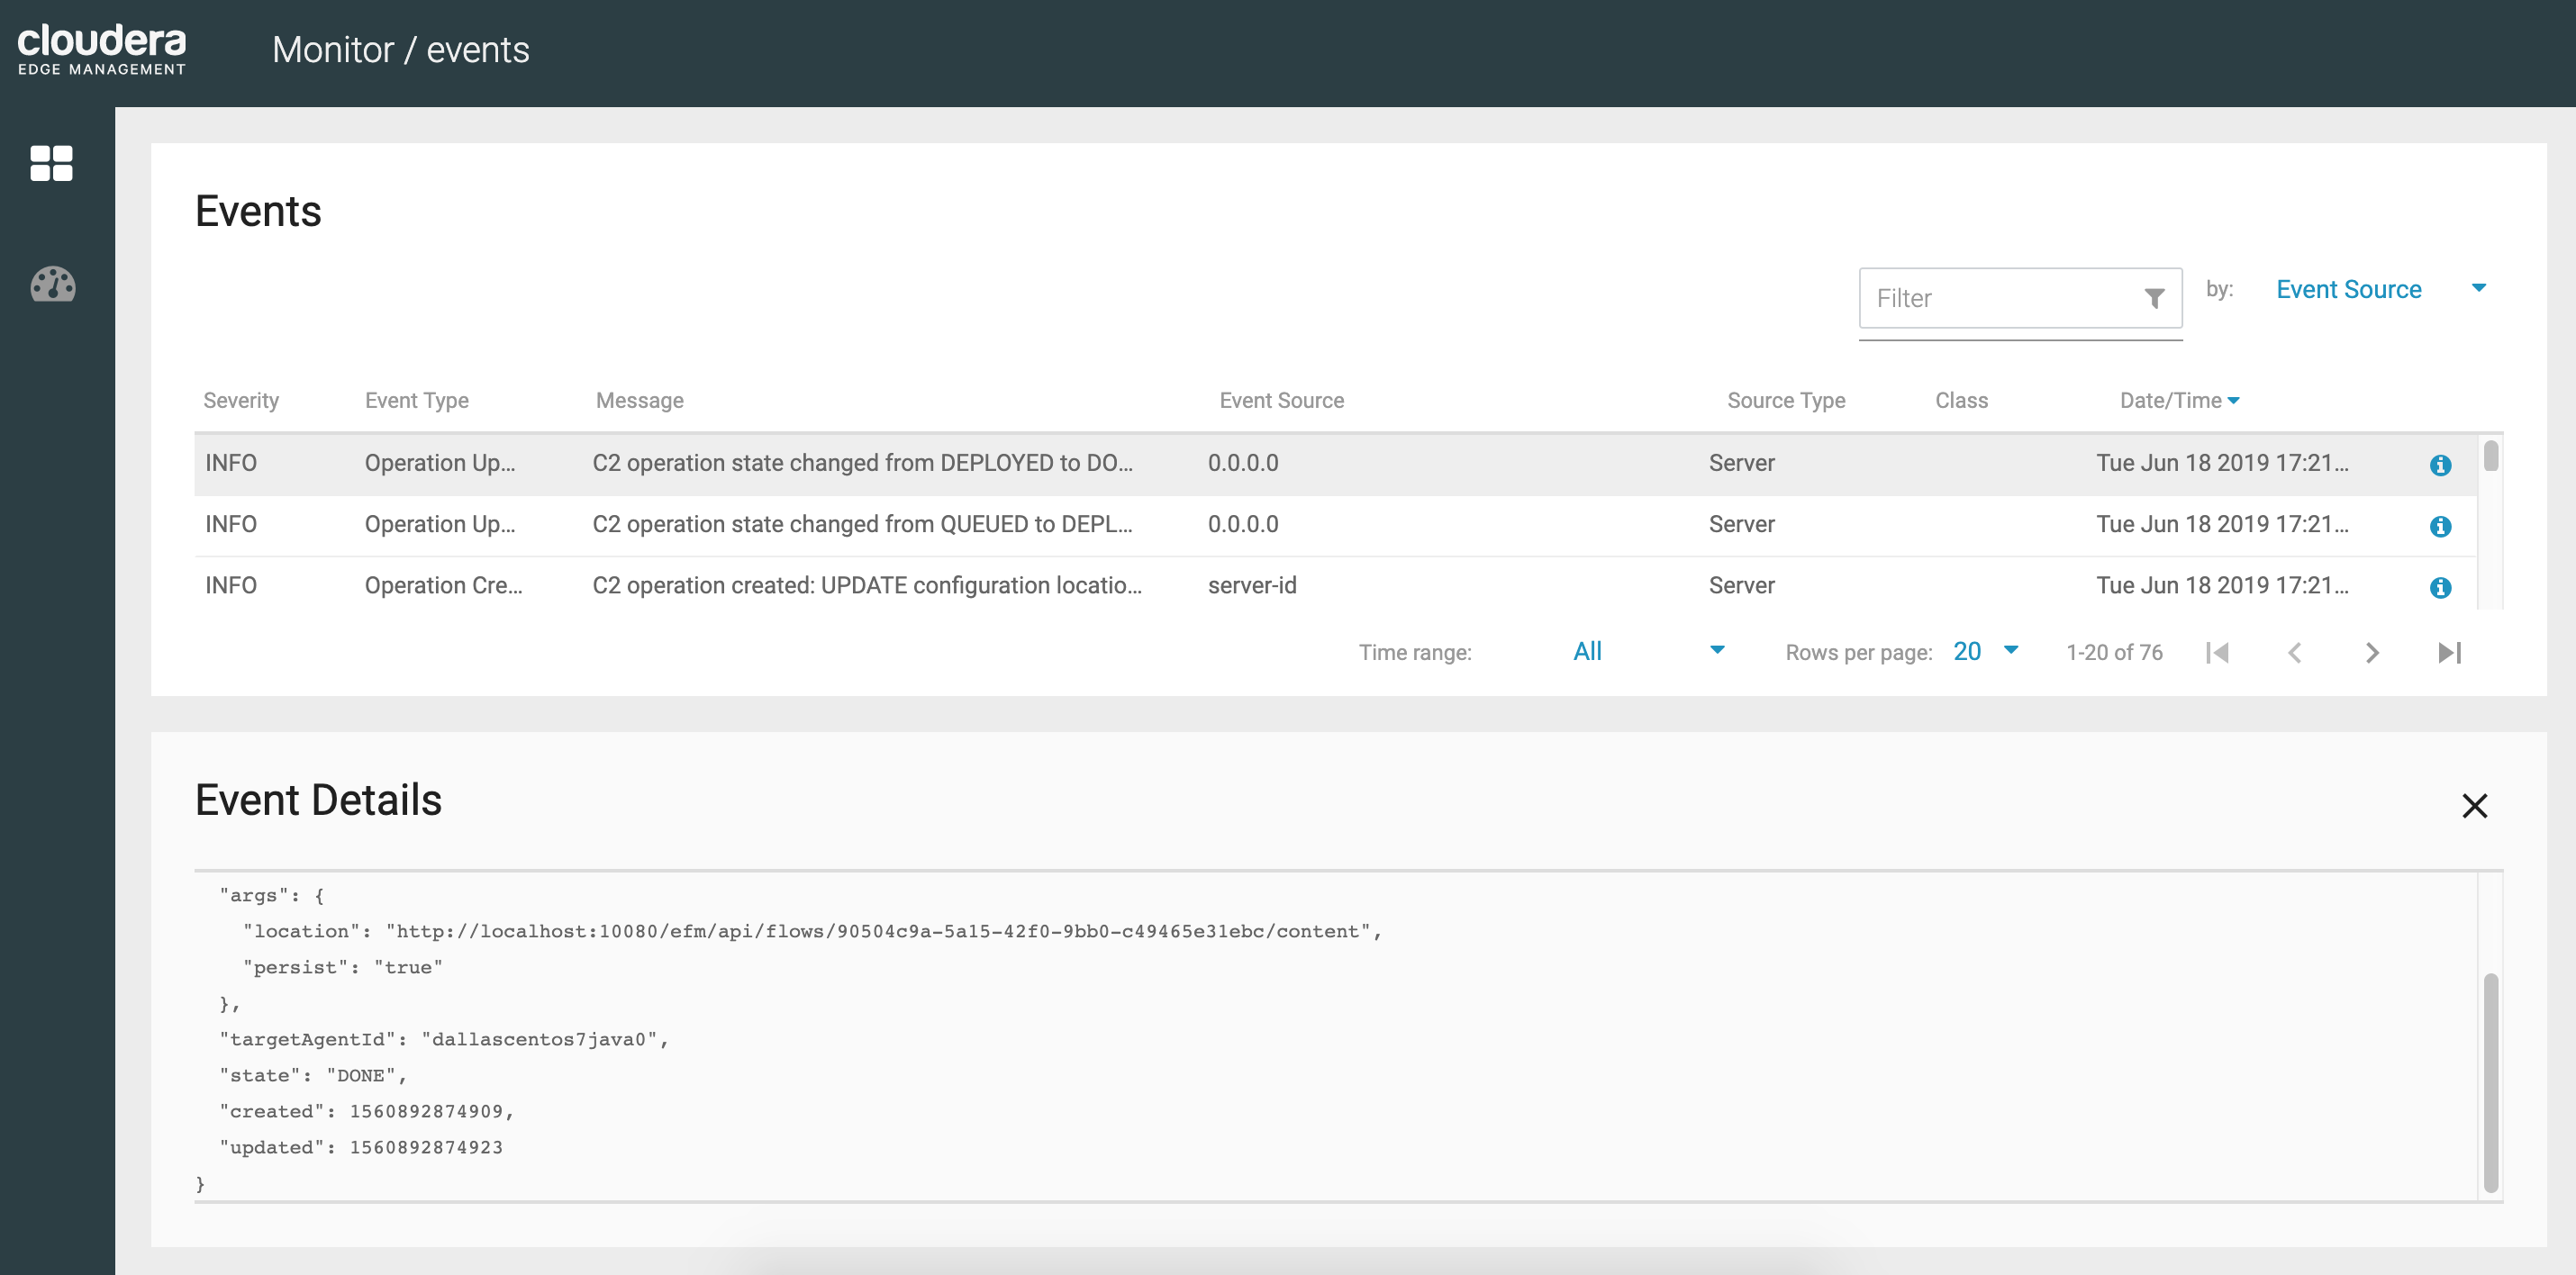 cloudera
EDGE MANAGEMENT
Monitor / events
Events
Filter by: Event Source
Severity Event Type Message Event Source Source Type Class Date/Time
INFO Operation Up... C2 operation state changed from DEPLOYED to DO... 0.0.0.0 Server Tue Jun 18 2019 17:21...
INFO Operation Up... C2 operation state changed from QUEUED to DEPL... 0.0.0.0 Server Tue Jun 18 2019 17:21...
INFO Operation Cre... C2 operation created: UPDATE configuration locatio... server-id Server Tue Jun 18 2019 17:21...
Time range: All Rows per page: 20 1-20 of 76
Event Details
"args": {
"location": "http://localhost:10080/efm/api/flows/90504c9a-5a15-42f0-9bb0-c49465e31ebc/content",
"persist": "true"
},
"targetAgentId": "dallascentos7java0",
"state": "DONE",
"created": 1560892874909,
"updated": 1560892874923
}